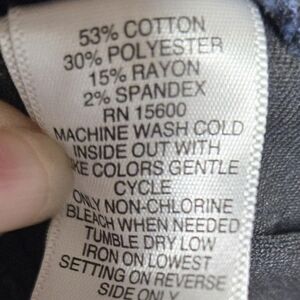 53% COTTON
30% POLYESTER
15% RAYON
2% SPANDEX
RN 15600
MACHINE WASH COLD
INSIDE OUT WITH
KE COLORS GENTLE
CYCLE
ONLY NON-CHLORINE
BLEACH WHEN NEEDED
TUMBLE DRY LOW
IRON ON LOWEST
SETTING ON REVERSE
SIDE ONLY